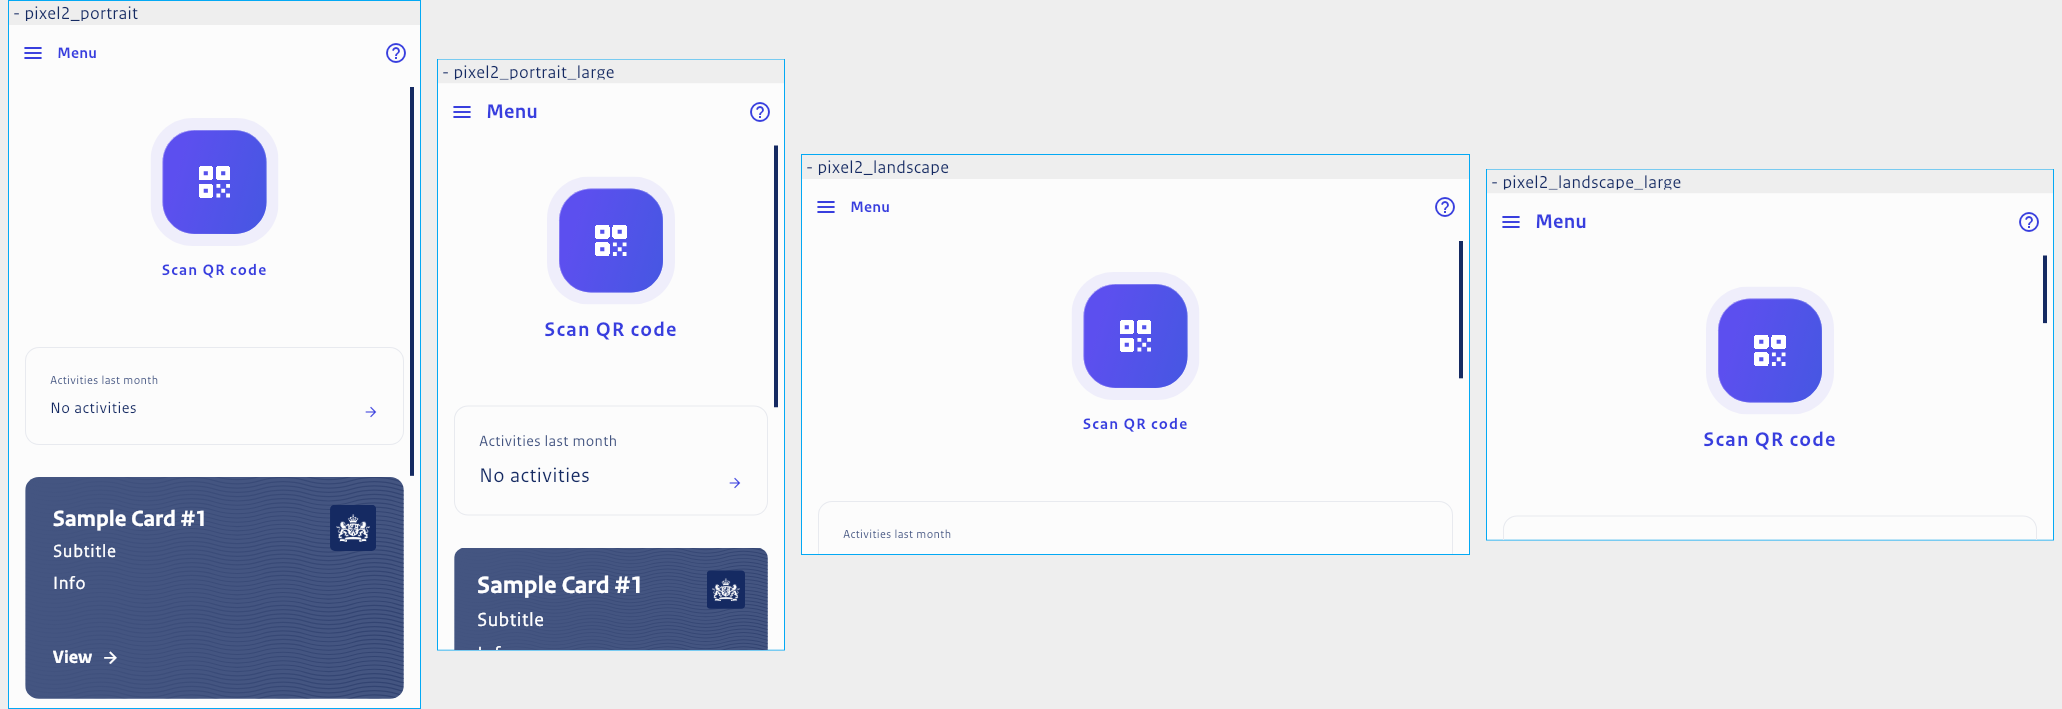 - pixel2_portrait
Menu
Scan QR code
Activities last month
No activities
Sample Card #1
Subtitle
Info
View
- pixel2_portrait_large
Menu
Scan QR code
Activities last month
No activities
Sample Card #1
Subtitle
- pixel2_landscape
Menu
Scan QR code
Activities last month
- pixel2_landscape_large
Menu
Scan QR code